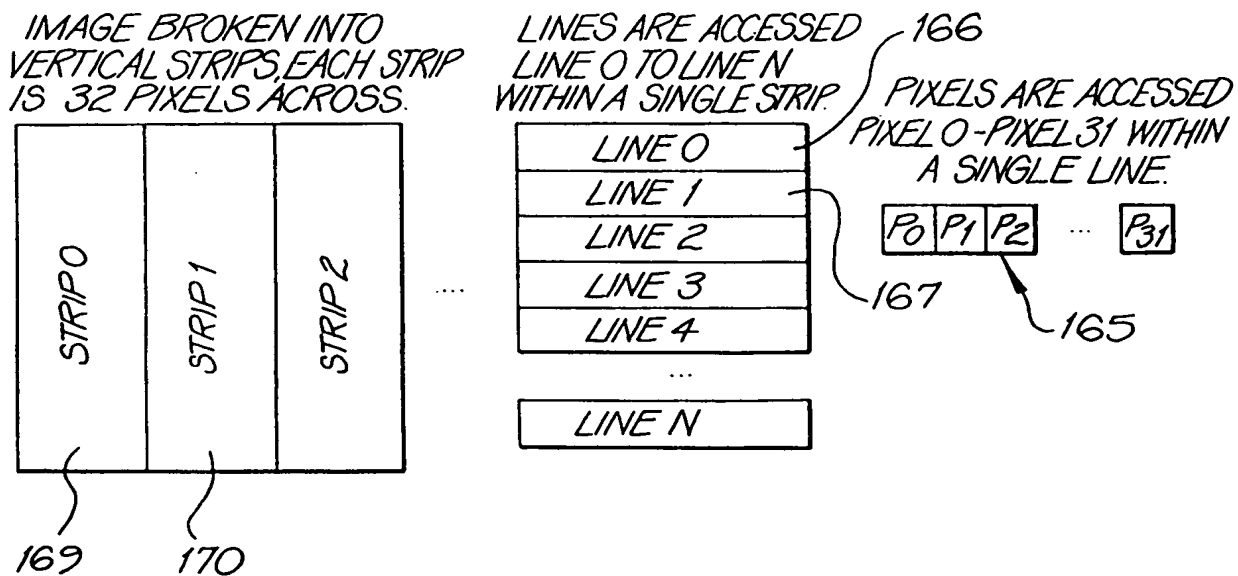 IMAGE BROKEN INTO
VERTICAL STRIPS, EACH STRIP
IS 32 PIXELS ACROSS.
STRIP 0
STRIP 1
STRIP 2
....
169
170
LINES ARE ACCESSED
LINE 0 TO LINE N
WITHIN A SINGLE STRIP.
166
LINE 0
LINE 1
LINE 2
LINE 3
LINE 4
...
LINE N
167
PIXELS ARE ACCESSED
PIXEL 0-PIXEL 31 WITHIN
A SINGLE LINE.
P0 P1 P2 ... P31
165